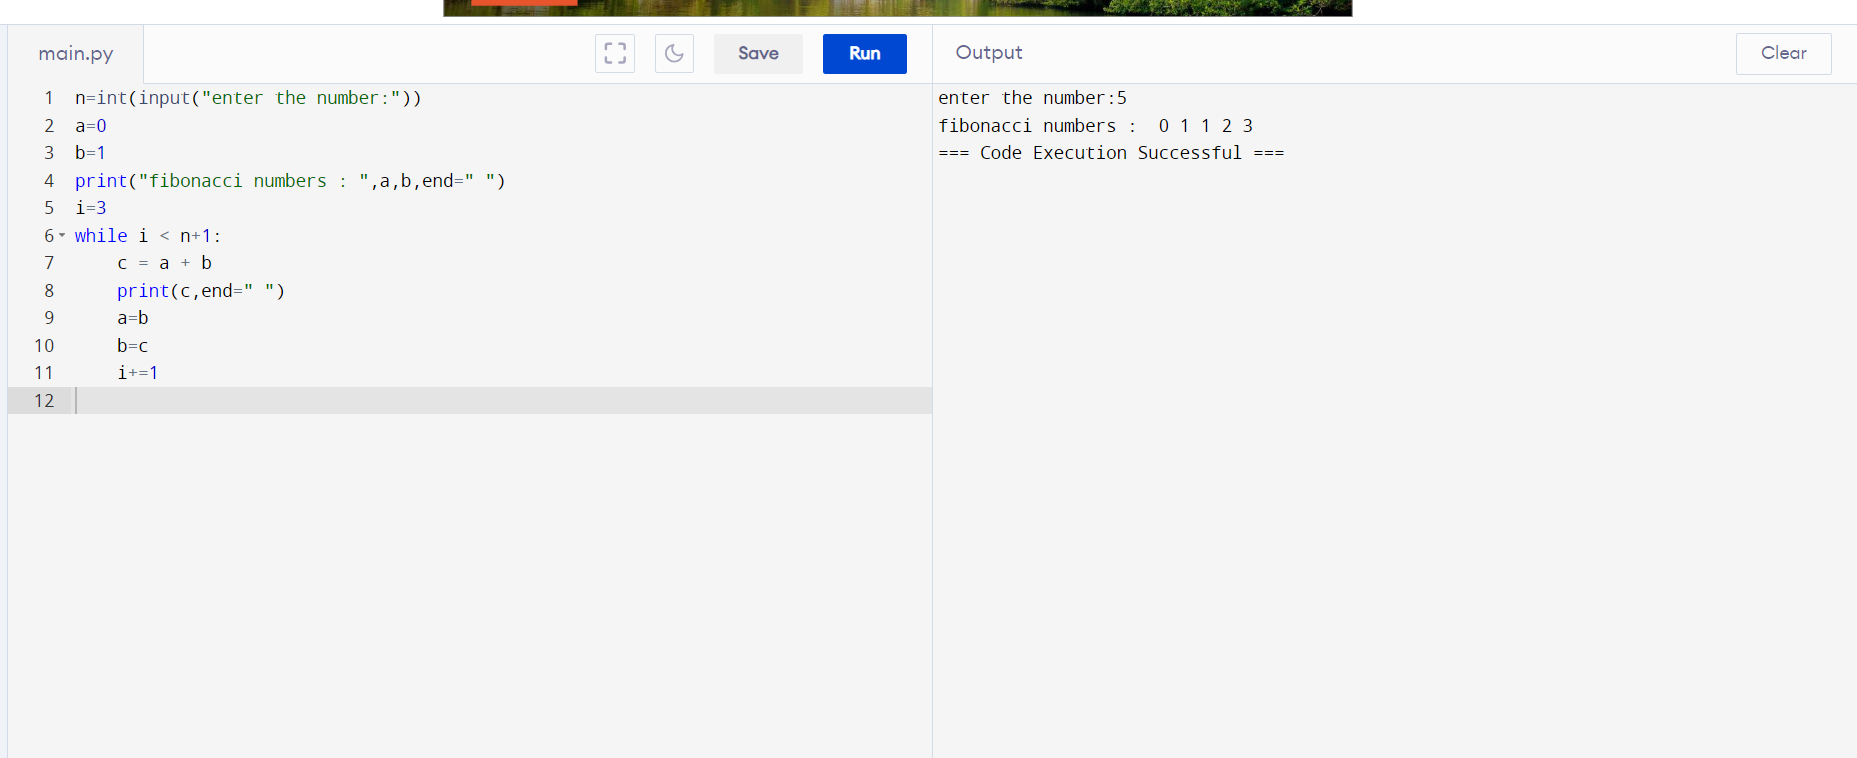 main.py
Save
Run
Output
Clear
1 n=int(input("enter the number:"))
2 a=0
3 b=1
4 print("fibonacci numbers : ",a,b,end=" ")
5 i=3
6 while i < n+1:
7     c = a + b
8     print(c,end=" ")
9     a=b
10     b=c
11     i+=1
12
enter the number:5
fibonacci numbers :  0 1 1 2 3
=== Code Execution Successful ===